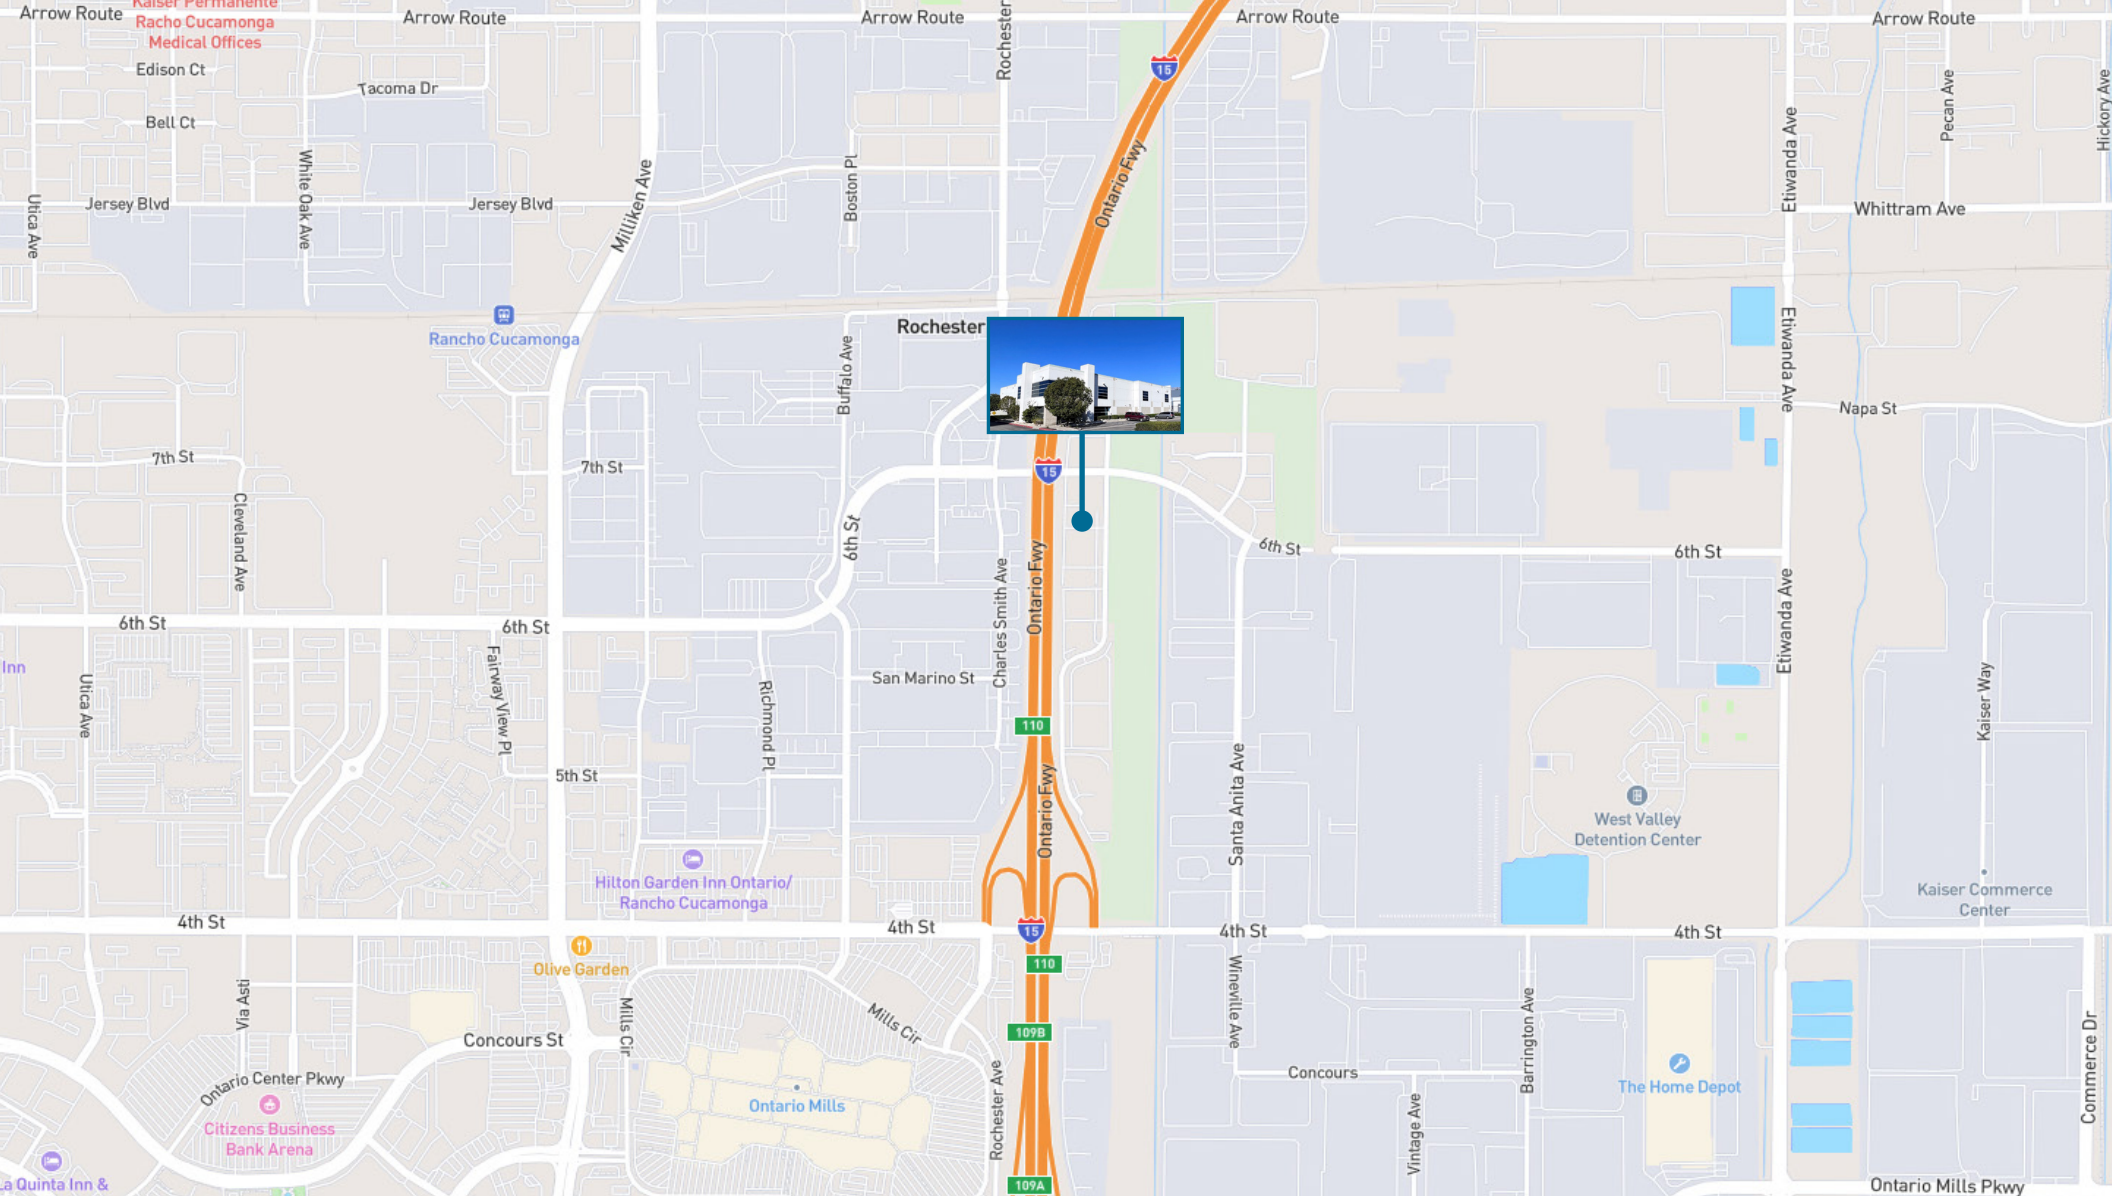 Kaiser Permanente
Racho Cucamonga
Medical Offices
Arrow Route
Arrow Route
Arrow Route
Arrow Route
Arrow Route
Rochester
15
Edison Ct
Tacoma Dr
Bell Ct
Pecan Ave
Hickory Ave
Etiwanda Ave
White Oak Ave
Milliken Ave
Boston Pl
Ontario Fwy
Utica Ave
Jersey Blvd
Jersey Blvd
Whittram Ave
Rancho Cucamonga
Rochester
Buffalo Ave
Etiwanda Ave
Napa St
7th St
7th St
15
Cleveland Ave
6th St
Ontario Fwy
Charles Smith Ave
6th St
6th St
Etiwanda Ave
6th St
6th St
Inn
Utica Ave
Fairway View Pl
Richmond Pl
San Marino St
Kaiser Way
110
5th St
Ontario Fwy
Santa Anita Ave
West Valley
Detention Center
Hilton Garden Inn Ontario/
Rancho Cucamonga
Kaiser Commerce
Center
4th St
4th St
15
4th St
4th St
Olive Garden
110
Via Asti
Mills Cir
Mills Cir
Wineville Ave
Barrington Ave
Commerce Dr
109B
Concours St
Ontario Center Pkwy
Rochester Ave
Concours
The Home Depot
Ontario Mills
Vintage Ave
Citizens Business
Bank Arena
La Quinta Inn &
109A
Ontario Mills Pkwy